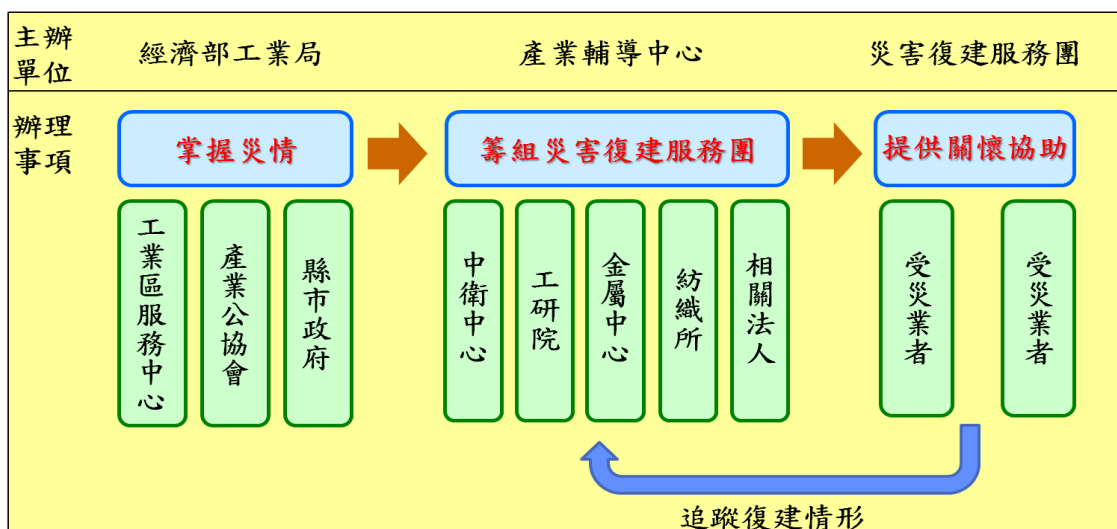 主辦單位
經濟部工業局
產業輔導中心
災害復建服務團
辦理事項
掌握災情
籌組災害復建服務團
提供關懷協助
工業區服務中心
產業公協會
縣市政府
中衛中心
工研院
金屬中心
紡織所
相關法人
受災業者
受災業者
追蹤復建情形